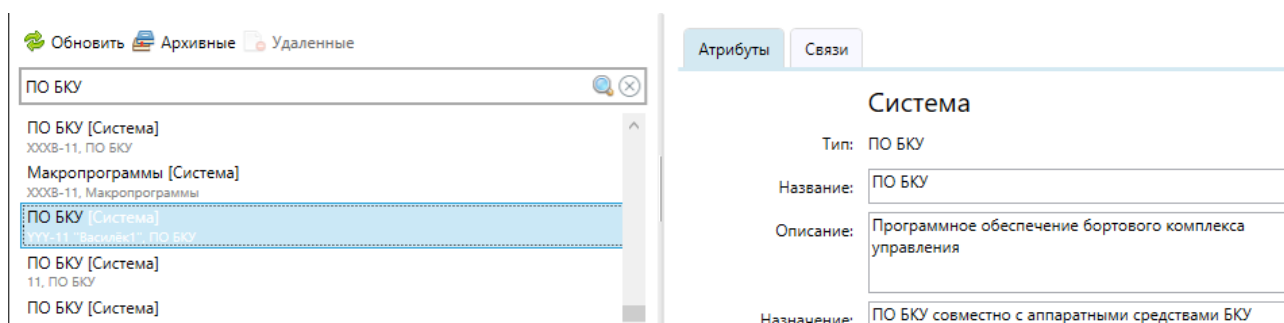 Обновить Архивные Удаленные
ПО БКУ
ПО БКУ [Система]
XXXB-11, ПО БКУ
Макропрограммы [Система]
XXXB-11, Макропрограммы
ПО БКУ [Система]
YYY-11 "Василёк1", ПО БКУ
ПО БКУ [Система]
11, ПО БКУ
ПО БКУ [Система]
Атрибуты Связи
Система
Тип: ПО БКУ
Название: ПО БКУ
Описание: Программное обеспечение бортового комплекса
управления
Назначение: ПО БКУ совместно с аппаратными средствами БКУ